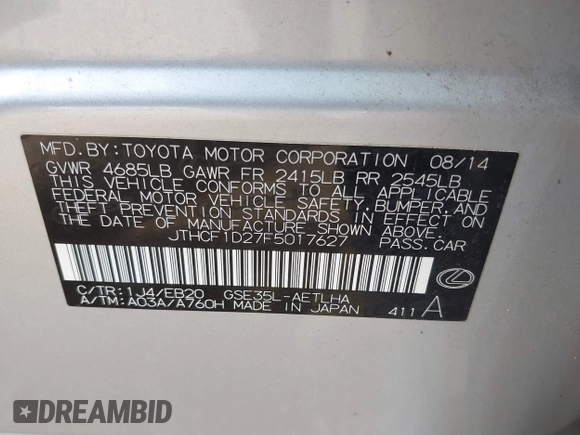 MFD. BY: TOYOTA MOTOR CORPORATION 08/14
GVWR 4685LB GAWR FR 2415LB RR 2545LB
THIS VEHICLE CONFORMS TO ALL APPLICABLE
FEDERAL MOTOR VEHICLE SAFETY, BUMPER, AND
THEFT PREVENTION STANDARDS IN EFFECT ON
THE DATE OF MANUFACTURE SHOWN ABOVE.
JTHCF1D27F5017627 PASS.CAR
C/TR: 1J4/EB20 GSE35L-AETLHA
A/TM: A03A/A760H MADE IN JAPAN 411 A
DREAMBID